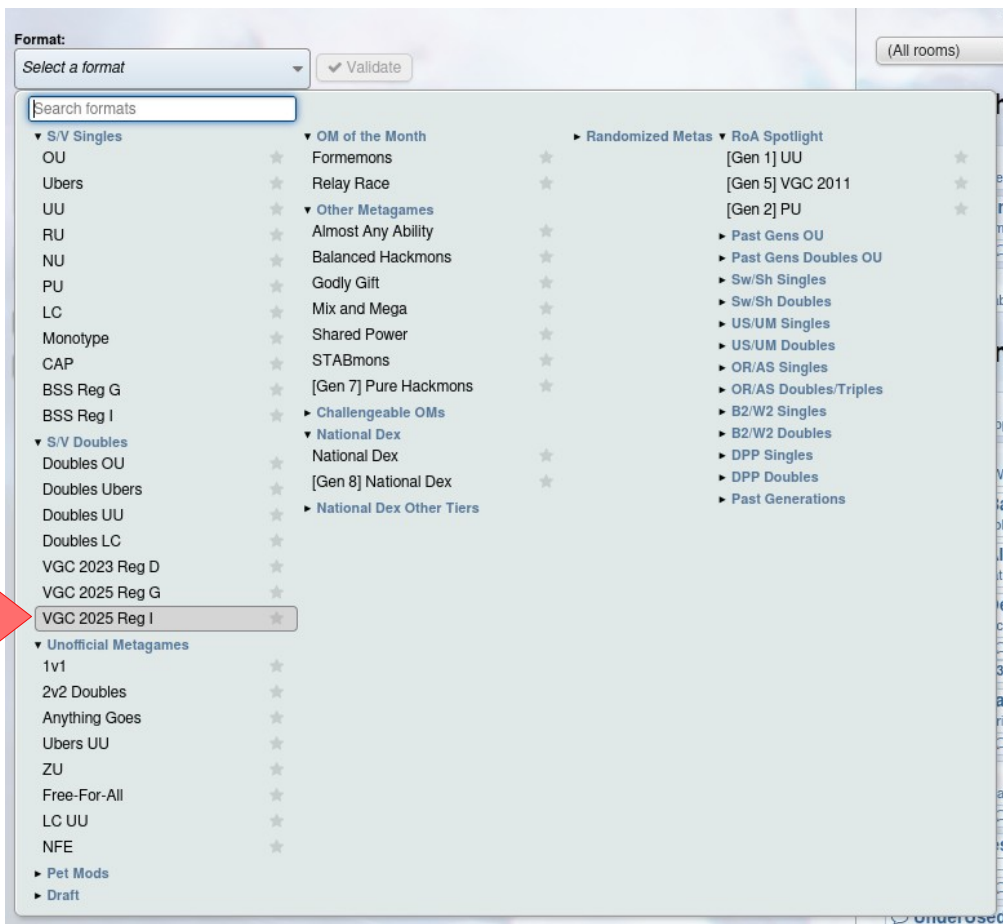 Format:
Select a format
Validate
(All rooms)
Search formats
S/V Singles
OU
Ubers
UU
RU
NU
PU
LC
Monotype
CAP
BSS Reg G
BSS Reg I
S/V Doubles
Doubles OU
Doubles Ubers
Doubles UU
Doubles LC
VGC 2023 Reg D
VGC 2025 Reg G
VGC 2025 Reg I
Unofficial Metagames
1v1
2v2 Doubles
Anything Goes
Ubers UU
ZU
Free-For-All
LC UU
NFE
Pet Mods
Draft
OM of the Month
Formemons
Relay Race
Other Metagames
Almost Any Ability
Balanced Hackmons
Godly Gift
Mix and Mega
Shared Power
STABmons
[Gen 7] Pure Hackmons
Challengeable OMs
National Dex
National Dex
[Gen 8] National Dex
National Dex Other Tiers
Randomized Metas
RoA Spotlight
[Gen 1] UU
[Gen 5] VGC 2011
[Gen 2] PU
Past Gens OU
Past Gens Doubles OU
Sw/Sh Singles
Sw/Sh Doubles
US/UM Singles
US/UM Doubles
OR/AS Singles
OR/AS Doubles/Triples
B2/W2 Singles
B2/W2 Doubles
DPP Singles
DPP Doubles
Past Generations